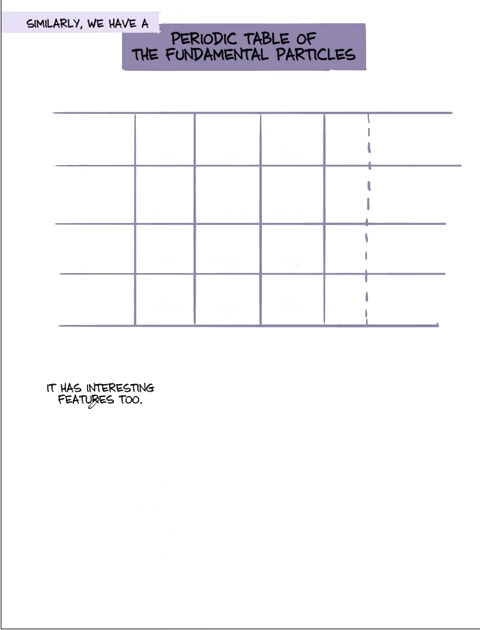 SIMILARLY, WE HAVE A
PERIODIC TABLE OF
THE FUNDAMENTAL PARTICLES
IT HAS INTERESTING
FEATURES TOO.